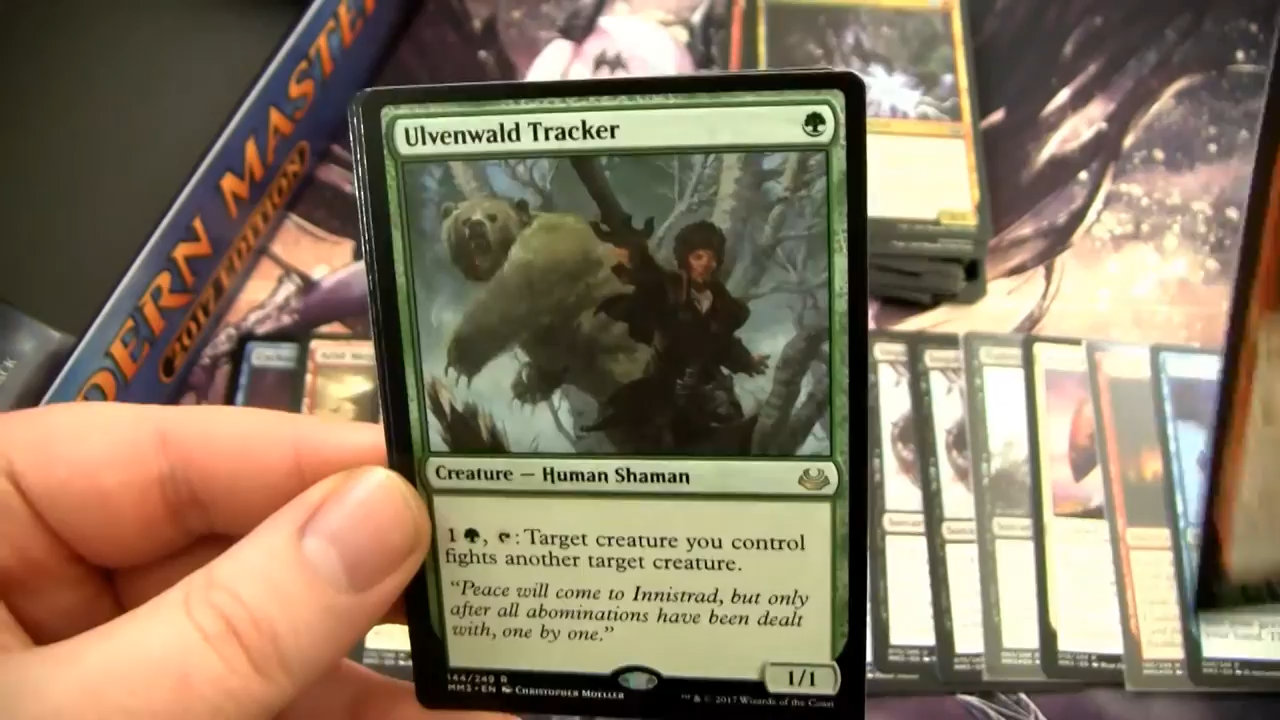 DERN MASTE
2017 EDITION
Ulvenwald Tracker
Creature — Human Shaman
1 , : Target creature you control
fights another target creature.
“Peace will come to Innistrad, but only
after all abominations have been dealt
with, one by one.”
1/1
144/249 R
MM3 • EN Christopher Moeller
™ & © 2017 Wizards of the Coast